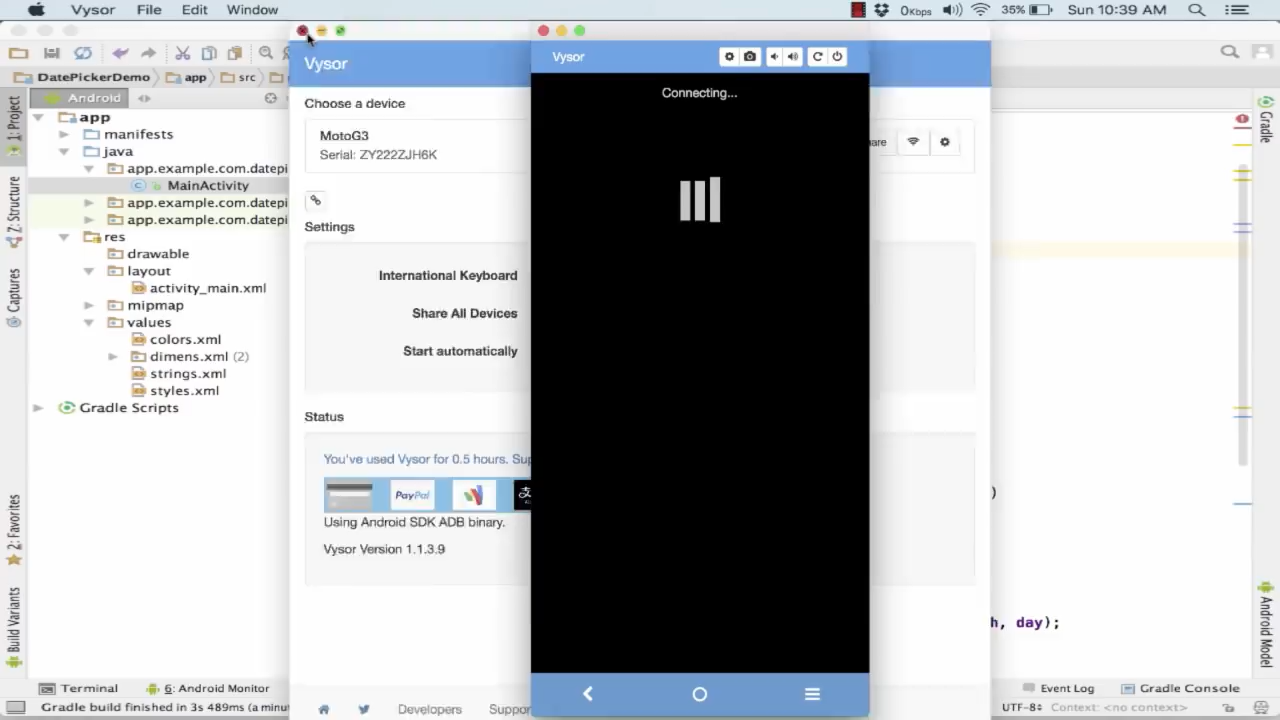 Vysor File Edit Window 0Kbps 35% Sun 10:39 AM
Vysor
Vysor
DatePickerDemo app src
Android
Connecting...
Choose a device
MotoG3
Serial: ZY222ZJH6K
app
manifests
java
app.example.com.datepi
MainActivity
app.example.com.datepi
app.example.com.datepi
res
drawable
layout
activity_main.xml
mipmap
values
colors.xml
dimens.xml (2)
strings.xml
styles.xml
Gradle Scripts
Settings
International Keyboard
Share All Devices
Start automatically
Status
You've used Vysor for 0.5 hours. Sup
PayPal
Using Android SDK ADB binary.
Vysor Version 1.1.3.9
Developers Suppor
1: Project
Z: Structure
Captures
2: Favorites
Build Variants
Gradle
Android Model
)
h, day);
Terminal 6: Android Monitor Event Log Gradle Console
Gradle build finished in 3s 489ms (a minut UTF-8 Context: <no context>